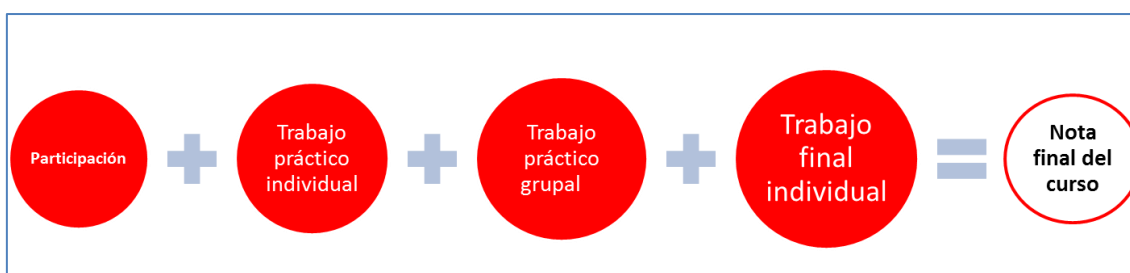 Participación
Trabajo
práctico
individual
Trabajo
práctico
grupal
Trabajo
final
individual
Nota
final del
curso